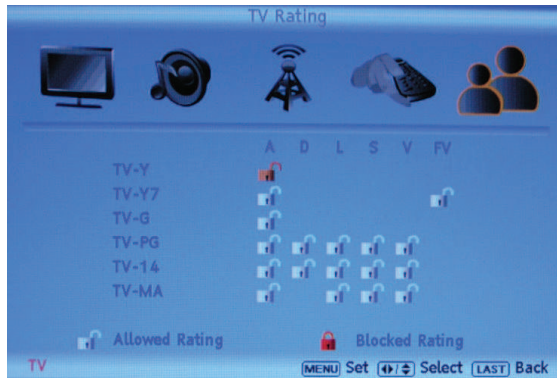 TV Rating
A D L S V FV
TV-Y
TV-Y7
TV-G
TV-PG
TV-14
TV-MA
Allowed Rating Blocked Rating
TV MENU Set / Select LAST Back